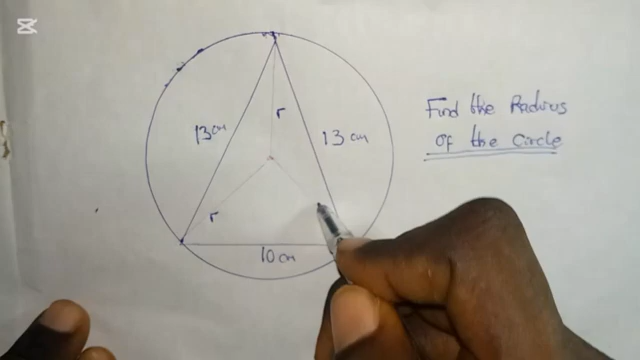 13cm
r
13 cm
r
10 cm
Find the Radius
of the Circle